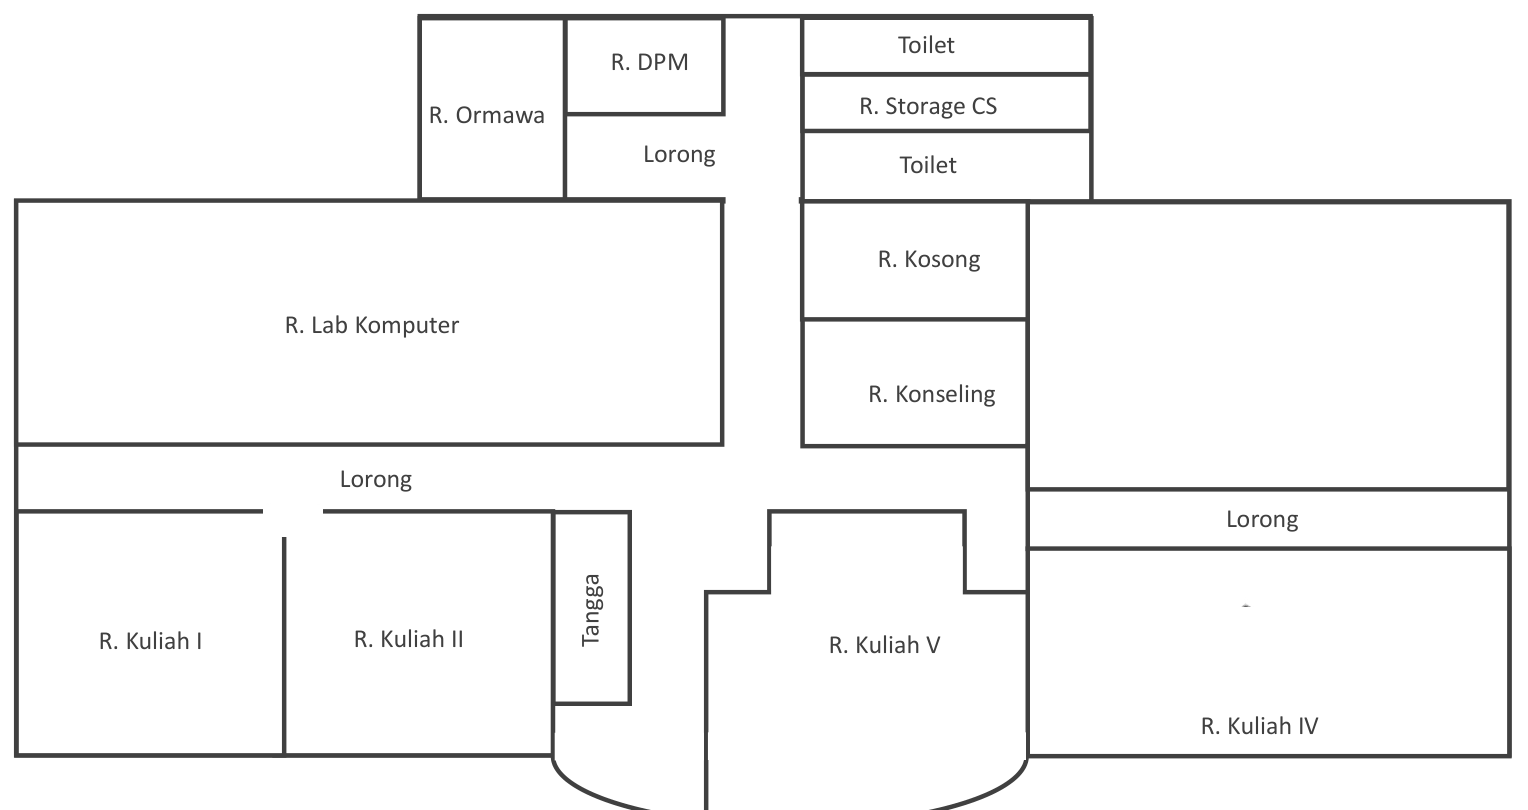 Toilet
R. DPM
R. Storage CS
R. Ormawa
Lorong
Toilet
R. Kosong
R. Lab Komputer
R. Konseling
Lorong
Lorong
Tangga
R. Kuliah I
R. Kuliah II
R. Kuliah V
R. Kuliah IV